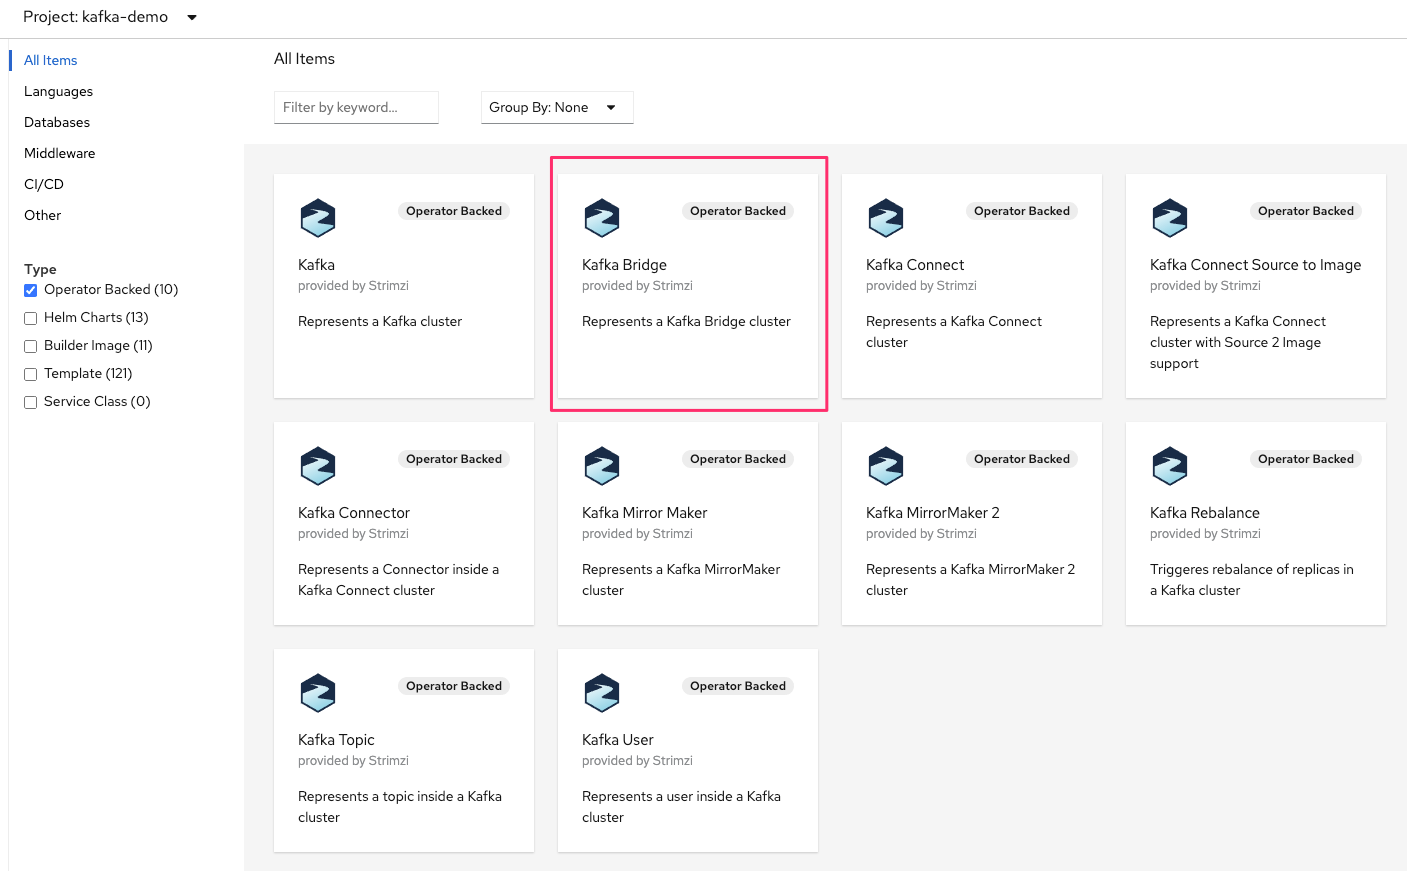 Project: kafka-demo
All Items
Languages
Databases
Middleware
CI/CD
Other
Type
Operator Backed (10)
Helm Charts (13)
Builder Image (11)
Template (121)
Service Class (0)
All Items
Filter by keyword...
Group By: None
Operator Backed
Kafka
provided by Strimzi
Represents a Kafka cluster
Operator Backed
Kafka Bridge
provided by Strimzi
Represents a Kafka Bridge cluster
Operator Backed
Kafka Connect
provided by Strimzi
Represents a Kafka Connect
cluster
Operator Backed
Kafka Connect Source to Image
provided by Strimzi
Represents a Kafka Connect
cluster with Source 2 Image
support
Operator Backed
Kafka Connector
provided by Strimzi
Represents a Connector inside a
Kafka Connect cluster
Operator Backed
Kafka Mirror Maker
provided by Strimzi
Represents a Kafka MirrorMaker
cluster
Operator Backed
Kafka MirrorMaker 2
provided by Strimzi
Represents a Kafka MirrorMaker 2
cluster
Operator Backed
Kafka Rebalance
provided by Strimzi
Triggeres rebalance of replicas in
a Kafka cluster
Operator Backed
Kafka Topic
provided by Strimzi
Represents a topic inside a Kafka
cluster
Operator Backed
Kafka User
provided by Strimzi
Represents a user inside a Kafka
cluster